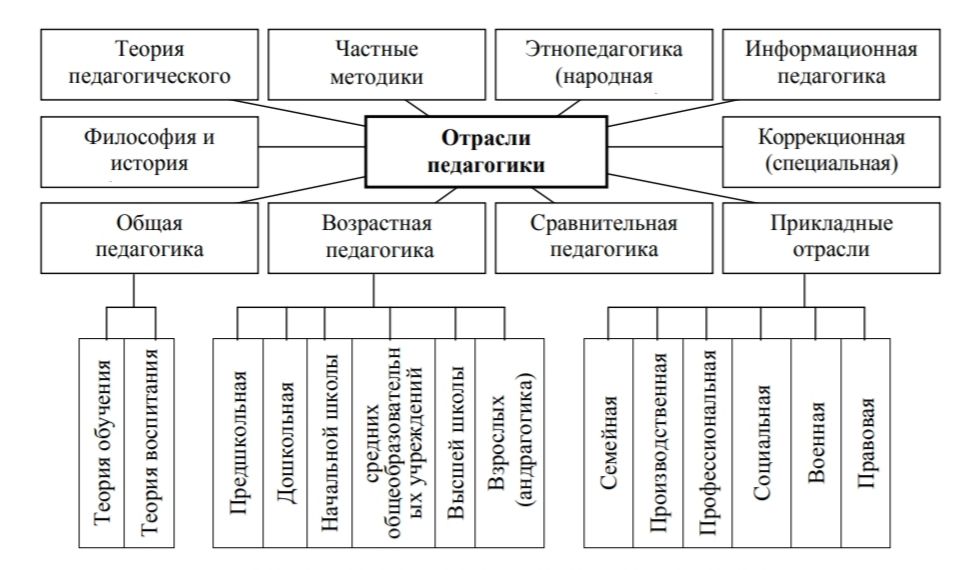 Теория
педагогического
Частные
методики
Этнопедагогика
(народная
Информационная
педагогика
Философия и
история
Отрасли
педагогики
Коррекционная
(специальная)
Общая
педагогика
Возрастная
педагогика
Сравнительная
педагогика
Прикладные
отрасли
Теория обучения
Теория воспитания
Предшкольная
Дошкольная
Начальной школы
средних
общеобразовательн
ых учреждений
Высшей школы
Взрослых
(андрагогика)
Семейная
Производственная
Профессиональная
Социальная
Военная
Правовая